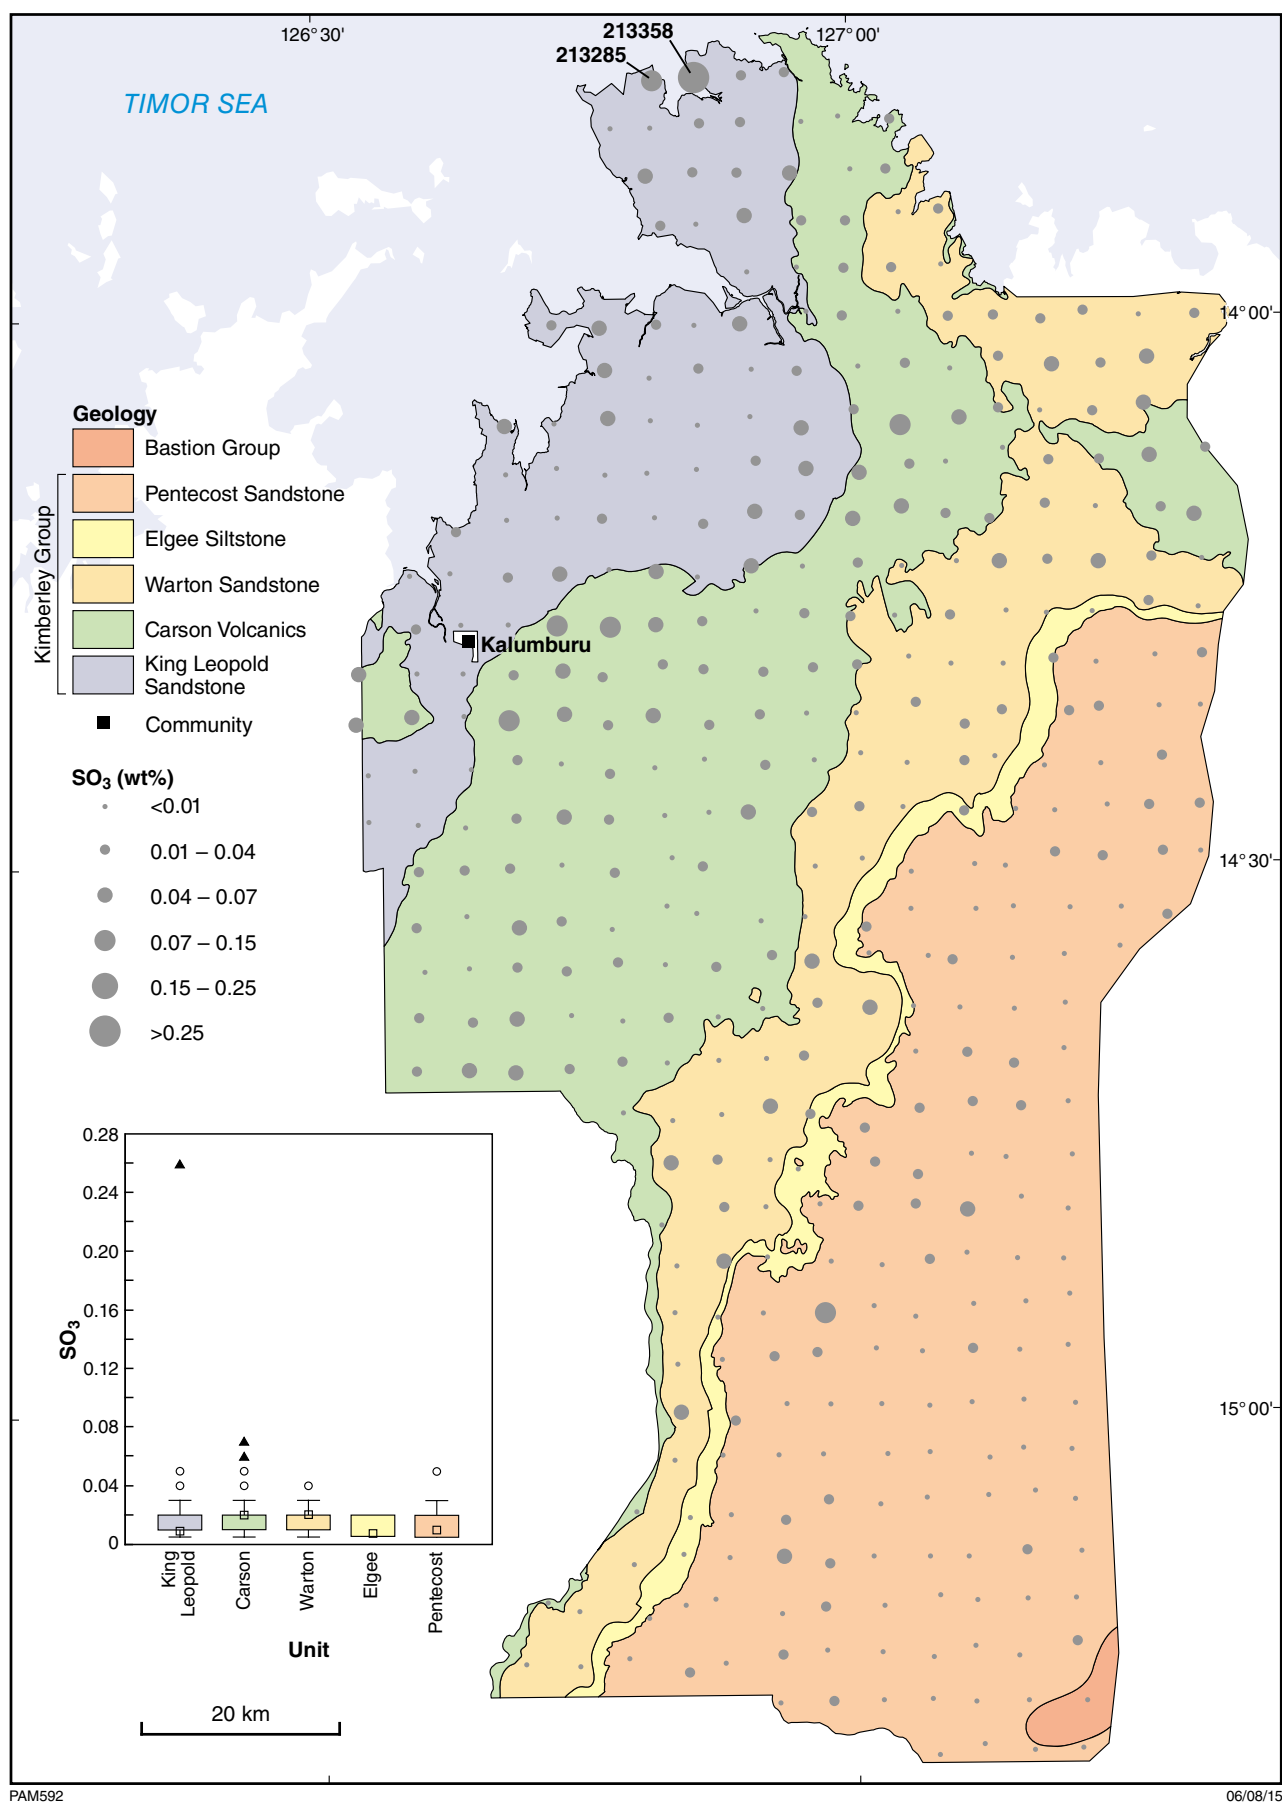 126°30'
127°00'
213358
213285
TIMOR SEA
14°00'
Geology
Bastion Group
Pentecost Sandstone
Elgee Siltstone
Warton Sandstone
Carson Volcanics
King Leopold
Sandstone
Kimberley Group
Community
Kalumburu
SO₃ (wt%)
<0.01
0.01 – 0.04
0.04 – 0.07
0.07 – 0.15
0.15 – 0.25
>0.25
14°30'
15°00'
0.28
0.24
0.20
0.16
0.12
0.08
0.04
0
SO₃
King
Leopold
Carson
Warton
Elgee
Pentecost
Unit
20 km
PAM592
06/08/15